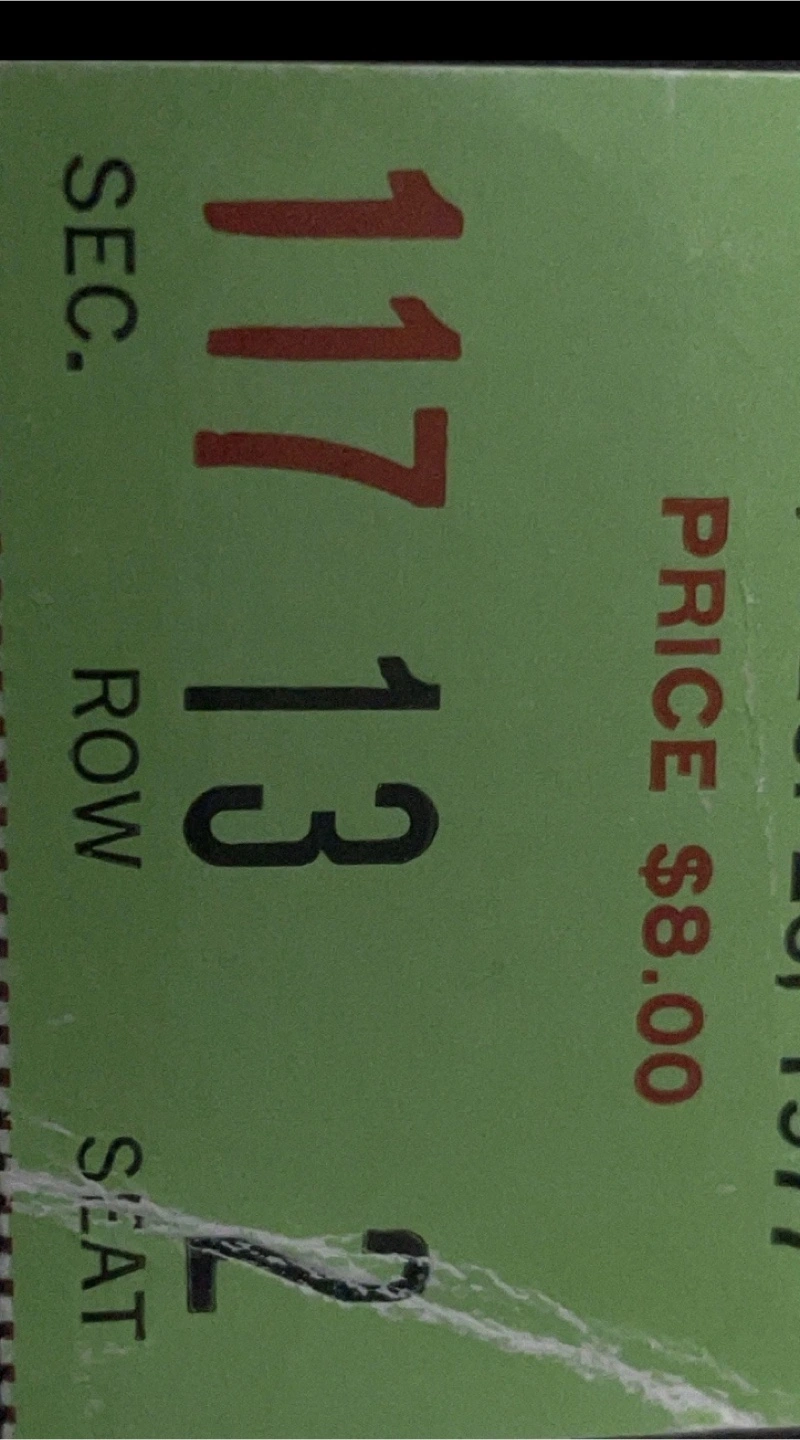 PRICE $8.00
117 13 2
SEC. ROW SEAT